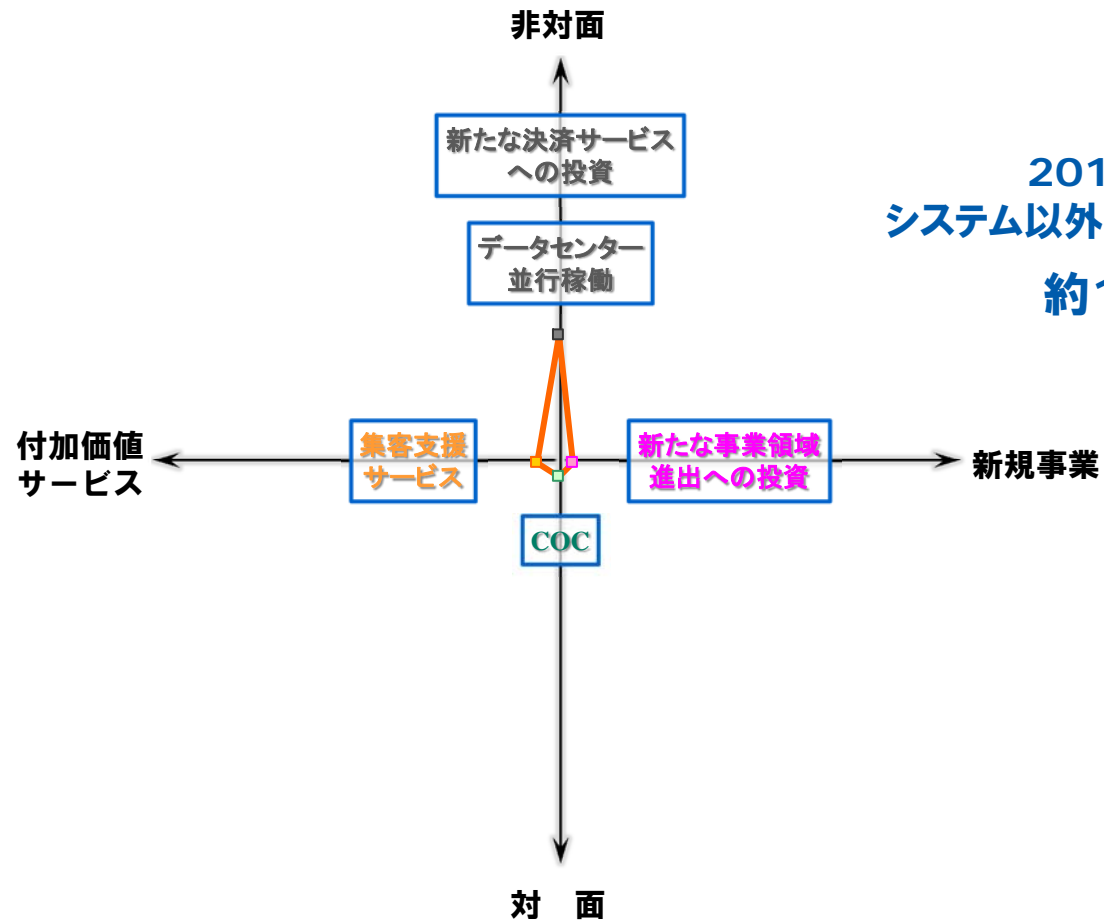 非対面
新たな決済サービス
への投資
201
システム以外
データセンター
並行稼働
約
付加価値
サービス
集客支援
サービス
新たな事業領域
進出への投資
新規事業
COC
対　面